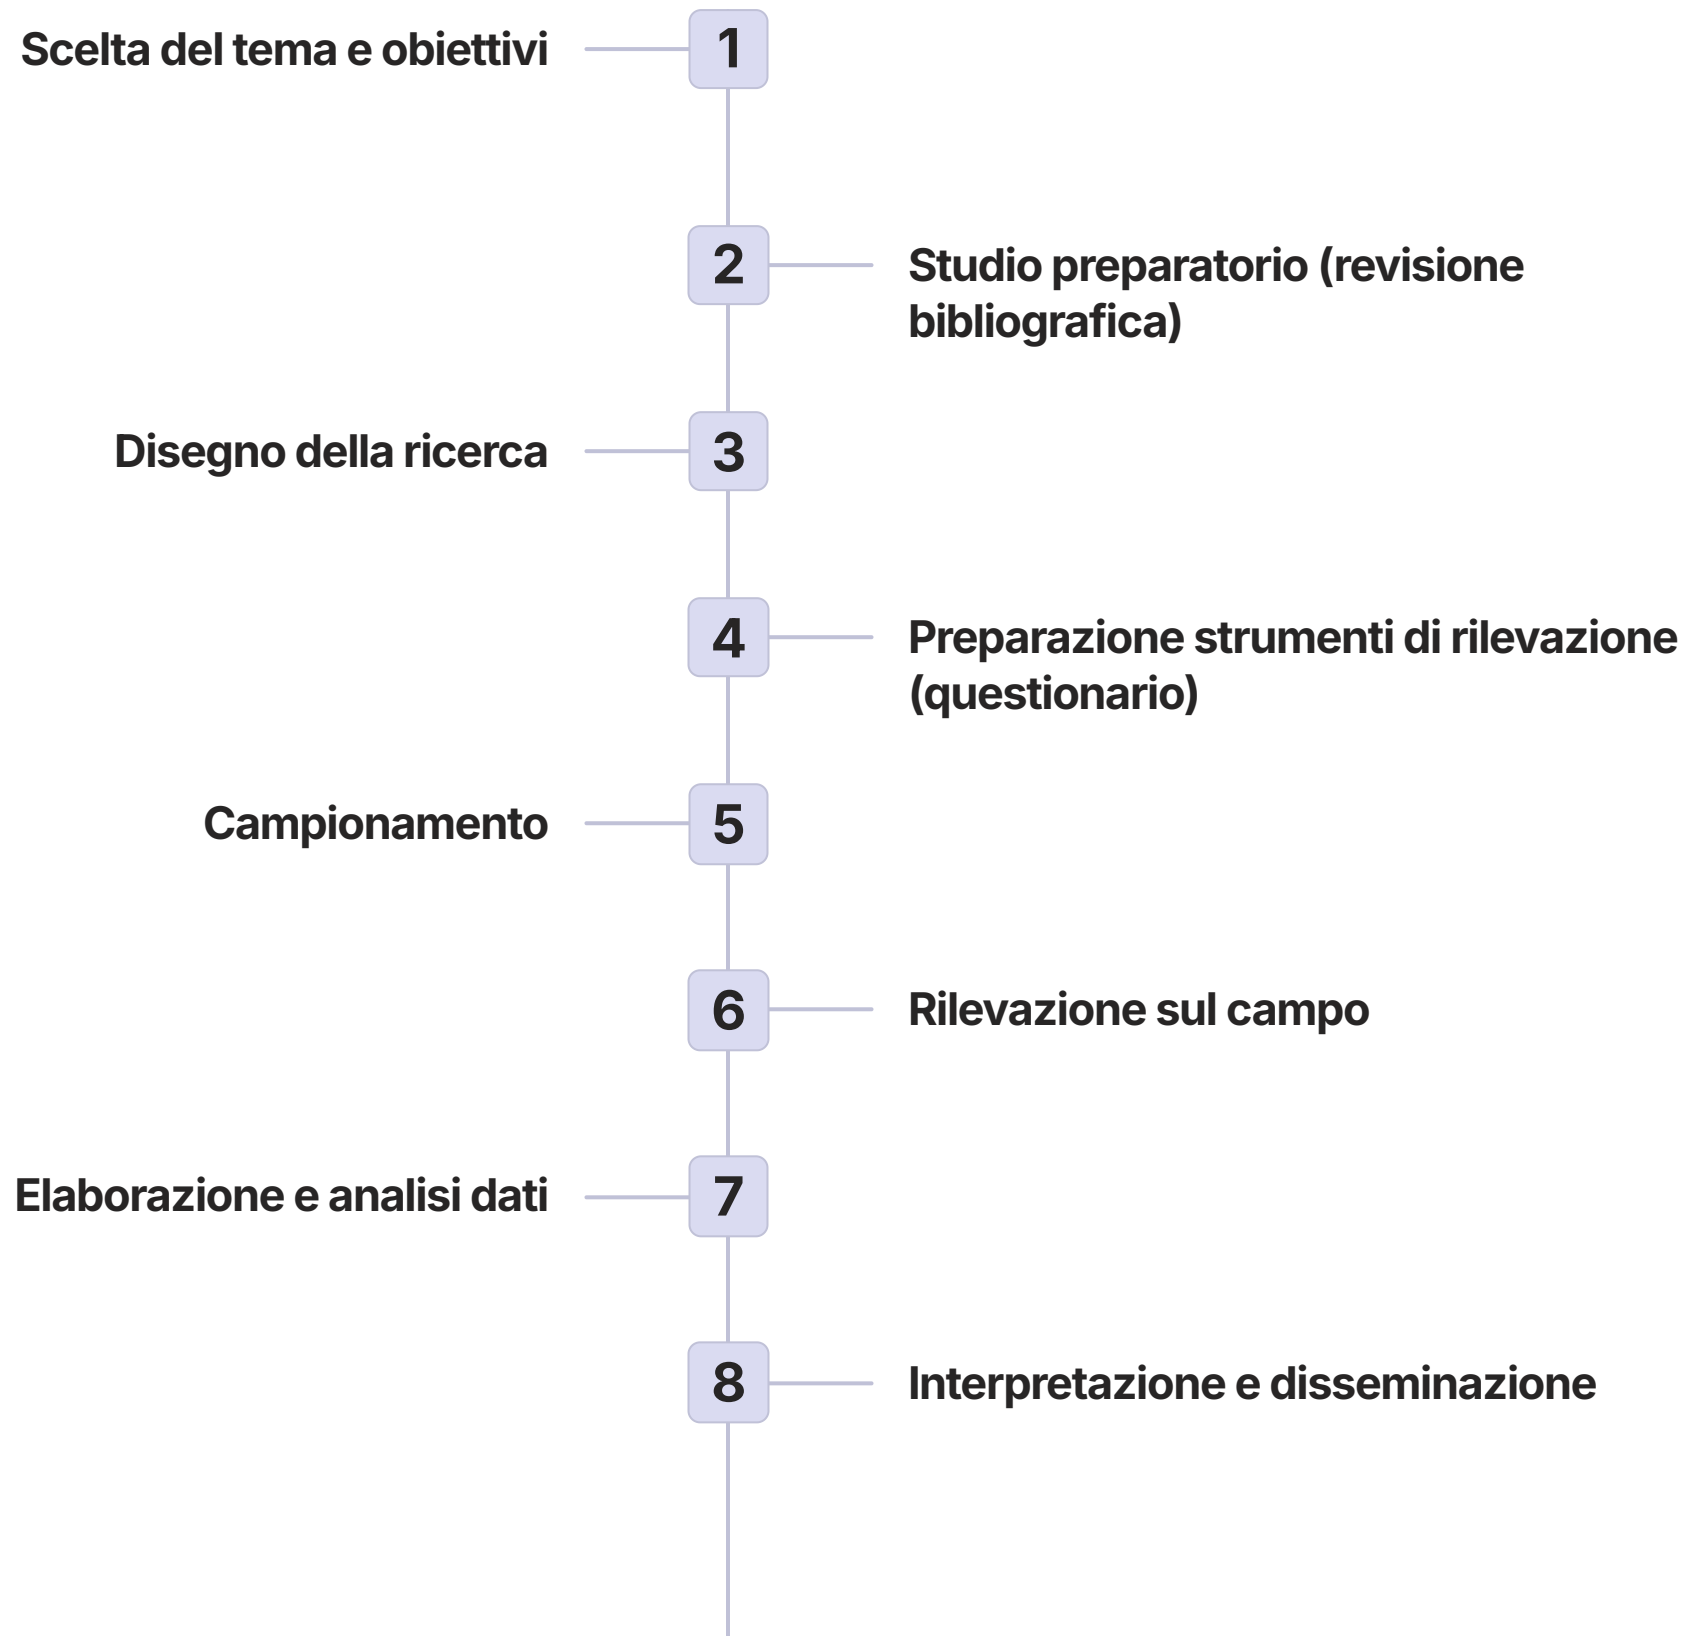 Scelta del tema e obiettivi
1
2
Studio preparatorio (revisione
bibliografica)
Disegno della ricerca
3
4
Preparazione strumenti di rilevazione
(questionario)
Campionamento
5
6
Rilevazione sul campo
Elaborazione e analisi dati
7
8
Interpretazione e disseminazione